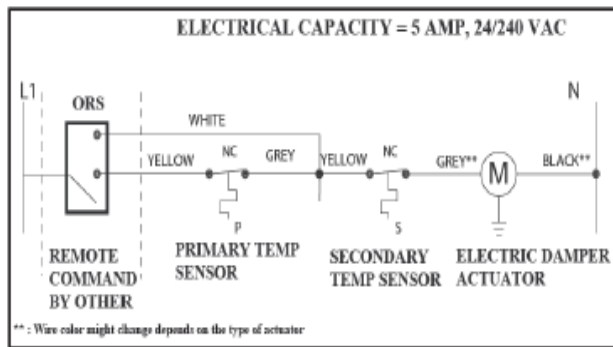 ELECTRICAL CAPACITY = 5 AMP, 24/240 VAC
L1
ORS
N
WHITE
YELLOW
NC
GREY
YELLOW
NC
GREY**
M
BLACK**
P
S
REMOTE
COMMAND
BY OTHER
PRIMARY TEMP
SENSOR
SECONDARY
TEMP SENSOR
ELECTRIC DAMPER
ACTUATOR
** : Wire color might change depends on the type of actuator